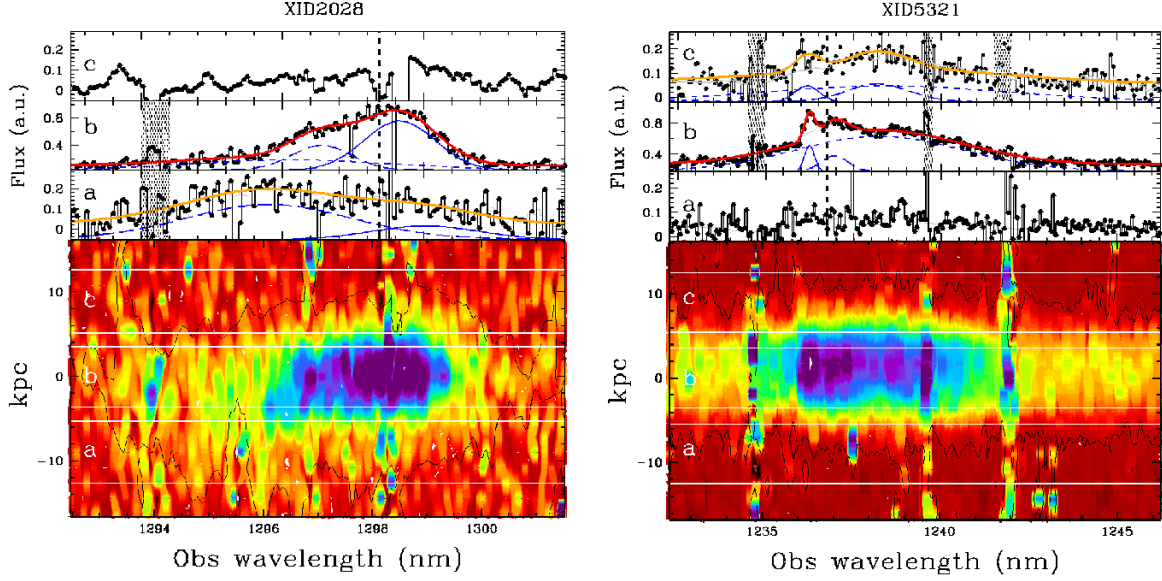 XID2028
XID5321
0.2
0.1
0
c
0.8
0.4
b
0.2
0.1
0
a
Flux (a.u.)
10
0
-10
kpc
c
b
a
1294
1296
1298
1300
Obs wavelength (nm)
0.2
0.1
0
c
0.8
0.4
b
0.2
0.1
0
a
Flux (a.u.)
10
0
-10
kpc
c
b
a
1235
1240
1245
Obs wavelength (nm)